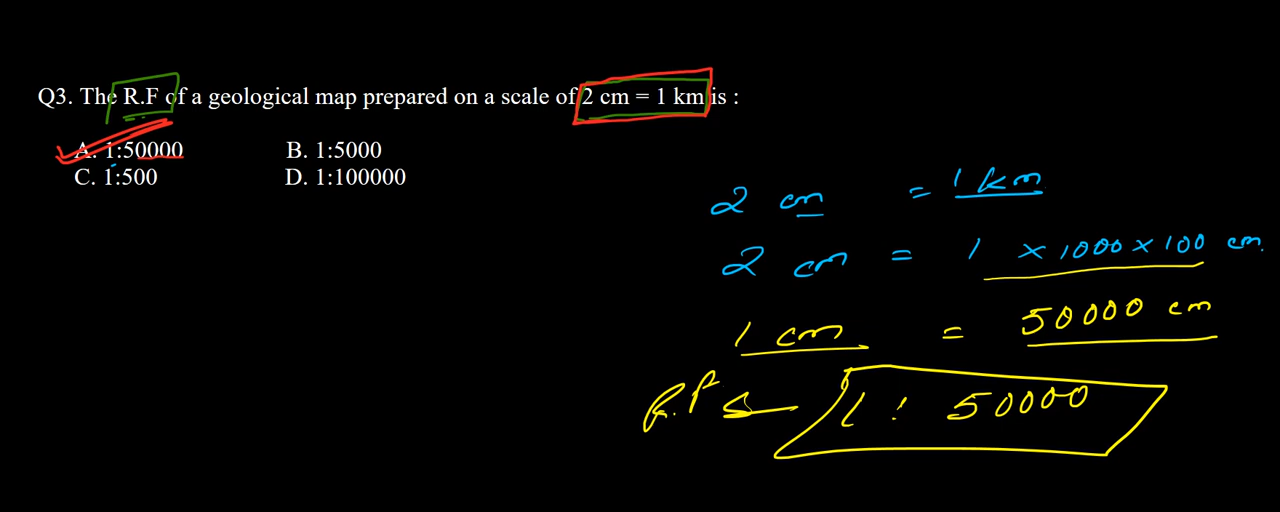 Q3. The R.F of a geological map prepared on a scale of 2 cm = 1 km is :
A. 1:50000 B. 1:5000
C. 1:500 D. 1:100000
2 cm = 1 km
2 cm = 1 × 1000 × 100 cm.
1 cm = 50000 cm
R.F 1 : 50000